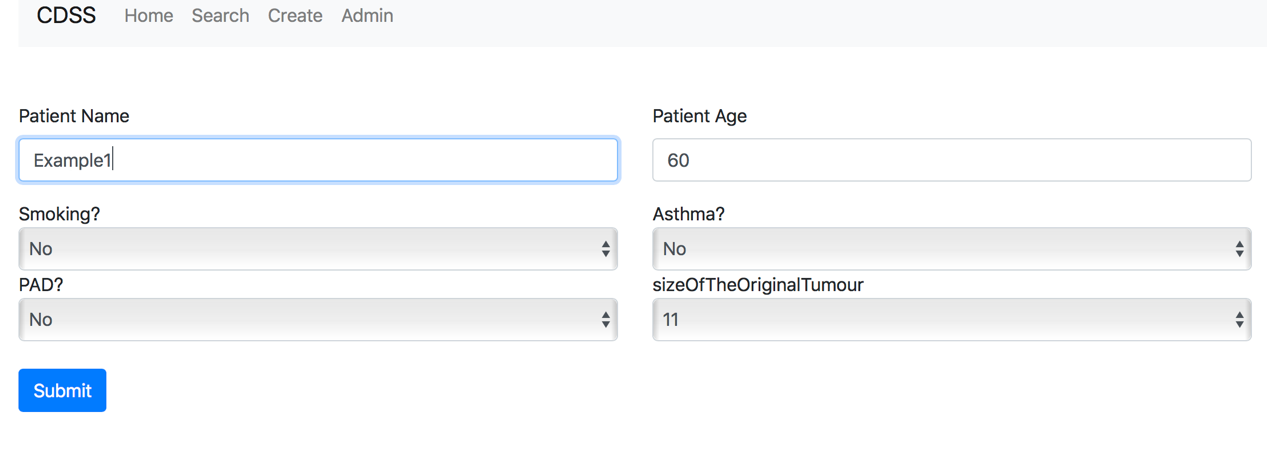 CDSS Home Search Create Admin
Patient Name Patient Age
Example1 60
Smoking? Asthma?
No No
PAD? sizeOfTheOriginalTumour
No 11
Submit